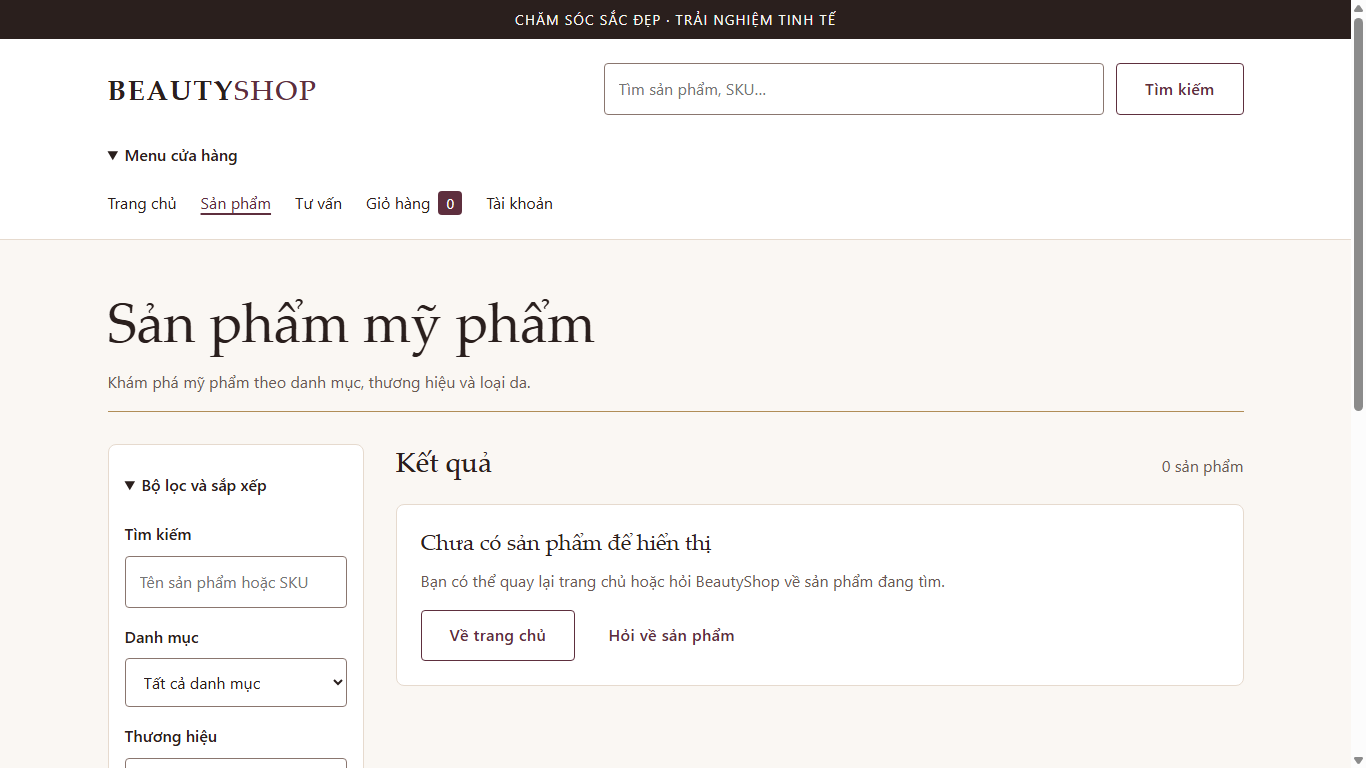 CHĂM SÓC SẮC ĐẸP · TRẢI NGHIỆM TINH TẾ
BEAUTYSHOP
Tìm sản phẩm, SKU...
Tìm kiếm
Menu cửa hàng
Trang chủ
Sản phẩm
Tư vấn
Giỏ hàng 0
Tài khoản
Sản phẩm mỹ phẩm
Khám phá mỹ phẩm theo danh mục, thương hiệu và loại da.
Bộ lọc và sắp xếp
Tìm kiếm
Tên sản phẩm hoặc SKU
Danh mục
Tất cả danh mục
Thương hiệu
Kết quả
0 sản phẩm
Chưa có sản phẩm để hiển thị
Bạn có thể quay lại trang chủ hoặc hỏi BeautyShop về sản phẩm đang tìm.
Về trang chủ
Hỏi về sản phẩm